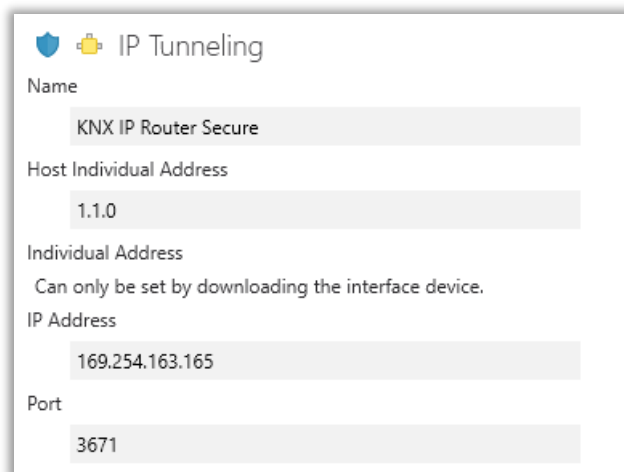 IP Tunneling
Name
KNX IP Router Secure
Host Individual Address
1.1.0
Individual Address
Can only be set by downloading the interface device.
IP Address
169.254.163.165
Port
3671